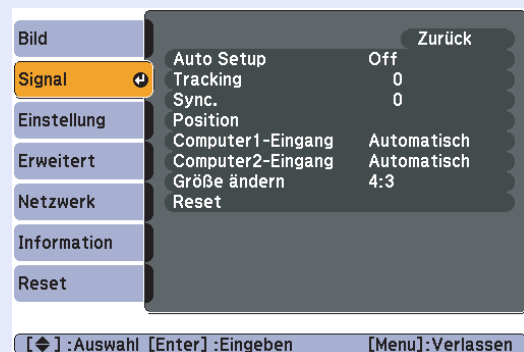 Bild
Signal
Einstellung
Erweitert
Netzwerk
Information
Reset
Zurück
Auto Setup Off
Tracking 0
Sync. 0
Position
Computer1-Eingang Automatisch
Computer2-Eingang Automatisch
Größe ändern 4:3
Reset
[◆] :Auswahl [Enter] :Eingeben [Menu]:Verlassen